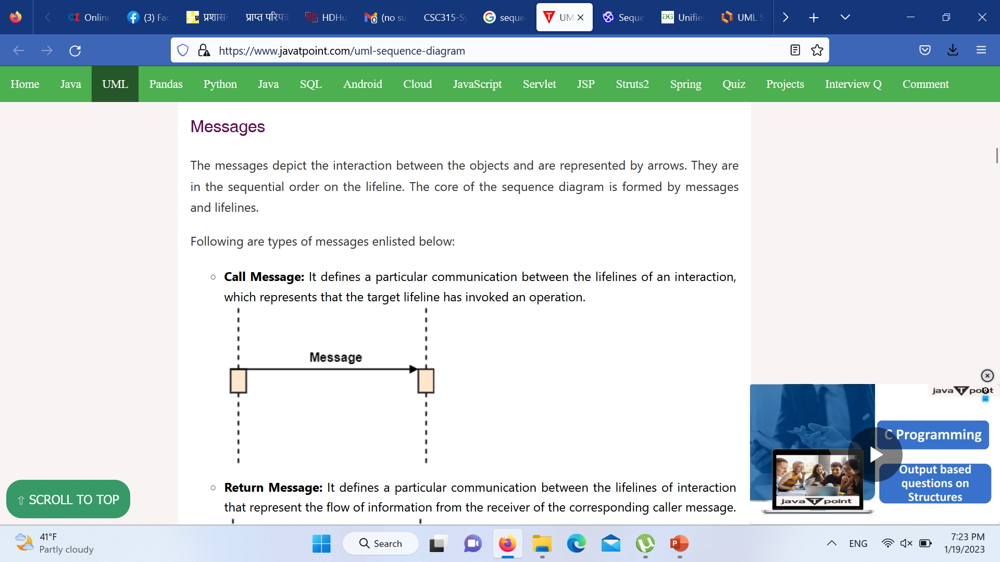 Online
(3) Fac
प्रशासन
प्राप्त परिपत्र
HDHu
(no su
CSC315-Sy
seque
UM
Seque
Unifie
UML S
https://www.javatpoint.com/uml-sequence-diagram
Home Java UML Pandas Python Java SQL Android Cloud JavaScript Servlet JSP Struts2 Spring Quiz Projects Interview Q Comment
Messages
The messages depict the interaction between the objects and are represented by arrows. They are
in the sequential order on the lifeline. The core of the sequence diagram is formed by messages
and lifelines.
Following are types of messages enlisted below:
Call Message: It defines a particular communication between the lifelines of an interaction,
which represents that the target lifeline has invoked an operation.
Message
Return Message: It defines a particular communication between the lifelines of interaction
that represent the flow of information from the receiver of the corresponding caller message.
java T point
C Programming
Output based
questions on
Structures
java T point
⇧ SCROLL TO TOP
41°F
Partly cloudy
Search
ENG
7:23 PM
1/19/2023